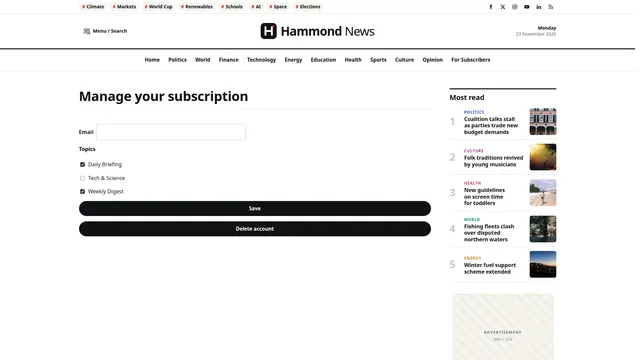 # Climate # Markets # World Cup # Renewables # Schools # AI # Space # Elections
Menu / Search
H Hammond News
Monday
23 November 2026
Home Politics World Finance Technology Energy Education Health Sports Culture Opinion For Subscribers
Manage your subscription
Email
Topics
Daily Briefing
Tech & Science
Weekly Digest
Save
Delete account
Most read
1
POLITICS
Coalition talks stall
as parties trade new
budget demands
2
CULTURE
Folk traditions revived
by young musicians
3
HEALTH
New guidelines
on screen time
for toddlers
4
WORLD
Fishing fleets clash
over disputed
northern waters
5
ENERGY
Winter fuel support
scheme extended
ADVERTISEMENT